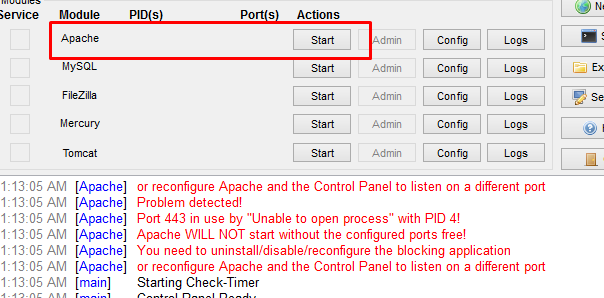 Modules
Service Module PID(s) Port(s) Actions
Apache Start Admin Config Logs
MySQL Start Admin Config Logs
FileZilla Start Admin Config Logs
Mercury Start Admin Config Logs
Tomcat Start Admin Config Logs
1:13:05 AM [Apache] or reconfigure Apache and the Control Panel to listen on a different port
1:13:05 AM [Apache] Problem detected!
1:13:05 AM [Apache] Port 443 in use by "Unable to open process" with PID 4!
1:13:05 AM [Apache] Apache WILL NOT start without the configured ports free!
1:13:05 AM [Apache] You need to uninstall/disable/reconfigure the blocking application
1:13:05 AM [Apache] or reconfigure Apache and the Control Panel to listen on a different port
1:13:05 AM [main] Starting Check-Timer
1:13:05 AM [main] Control Panel Ready